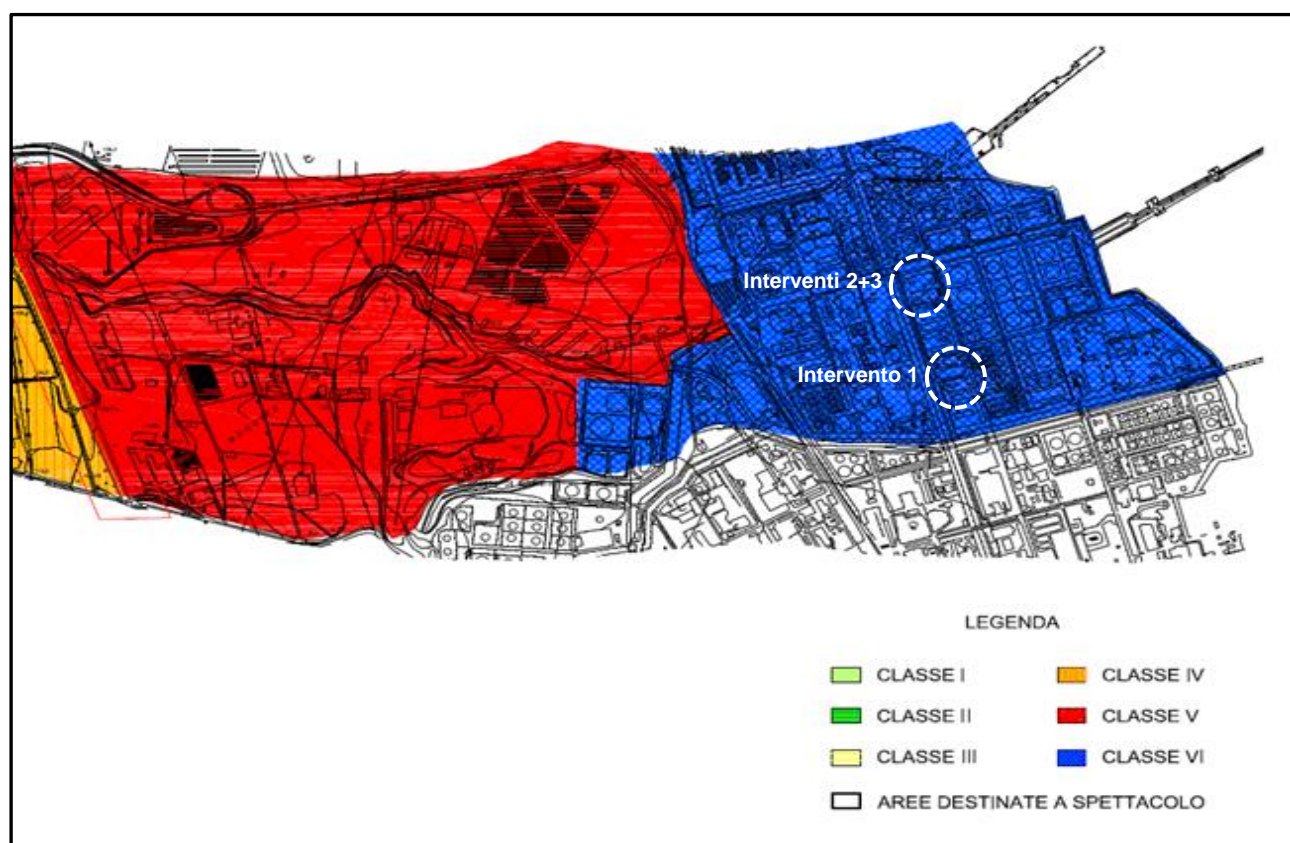 Interventi 2+3
Intervento 1
LEGENDA
CLASSE I
CLASSE IV
CLASSE II
CLASSE V
CLASSE III
CLASSE VI
AREE DESTINATE A SPETTACOLO